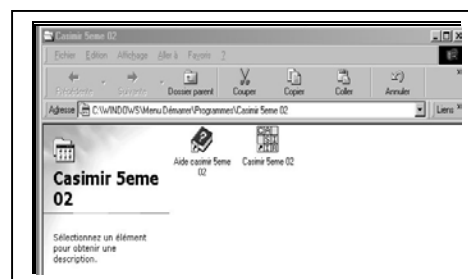 Casimir 5eme 02
Fichier Edition Affichage Aller à Favoris ?
Précédente Suivante Dossier parent Couper Copier Coller Annuler
Adresse C:\WINDOWS\Menu Démarrer\Programmes\Casimir 5eme 02 Liens
Aide casimir 5eme 02 Casimir 5eme 02
Casimir 5eme
02
Sélectionnez un élément
pour obtenir une
description.